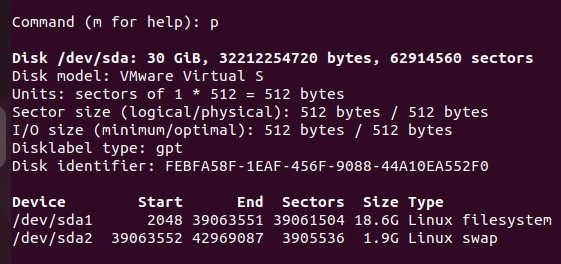 Command (m for help): p
Disk /dev/sda: 30 GiB, 32212254720 bytes, 62914560 sectors
Disk model: VMware Virtual S
Units: sectors of 1 * 512 = 512 bytes
Sector size (logical/physical): 512 bytes / 512 bytes
I/O size (minimum/optimal): 512 bytes / 512 bytes
Disklabel type: gpt
Disk identifier: FEBFA58F-1EAF-456F-9088-44A10EA552F0
Device Start End Sectors Size Type
/dev/sda1 2048 39063551 39061504 18.6G Linux filesystem
/dev/sda2 39063552 42969087 3905536 1.9G Linux swap